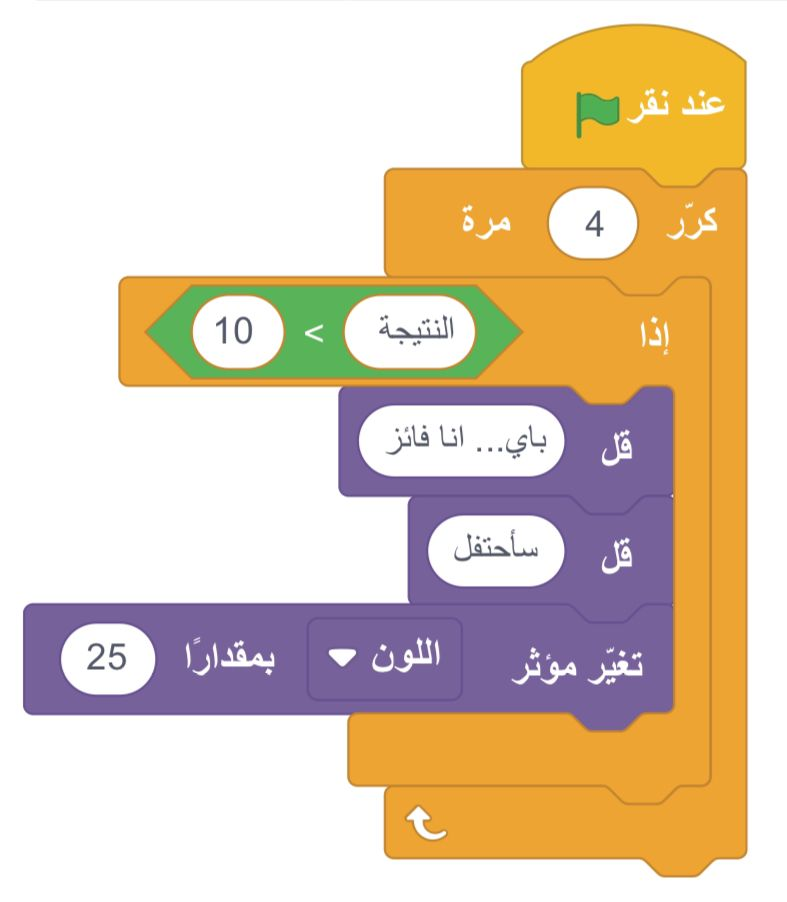 عند نقر
كرّر 4 مرة
إذا النتيجة > 10
قل باي... انا فائز
قل سأحتفل
تغيّر مؤثر اللون بمقدارًا 25